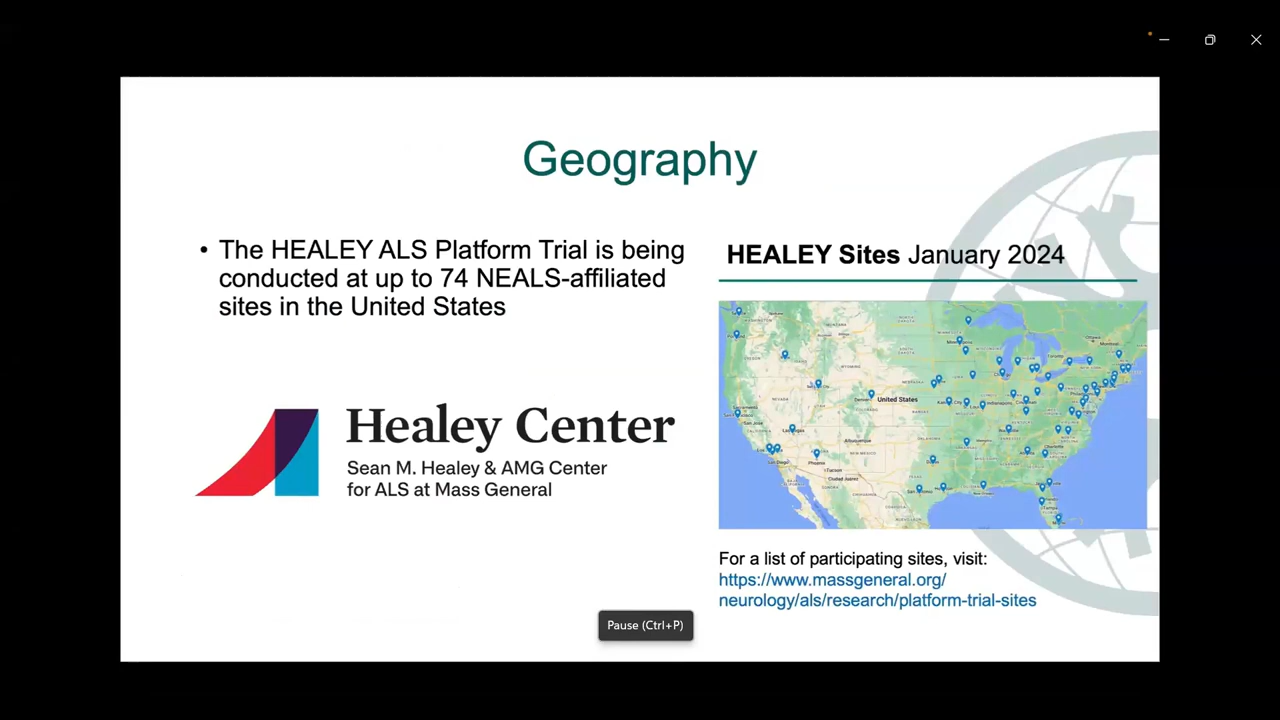 Geography
• The HEALEY ALS Platform Trial is being
conducted at up to 74 NEALS-affiliated
sites in the United States
Healey Center
Sean M. Healey & AMG Center
for ALS at Mass General
HEALEY Sites January 2024
United States
For a list of participating sites, visit:
https://www.massgeneral.org/
neurology/als/research/platform-trial-sites
Pause (Ctrl+P)